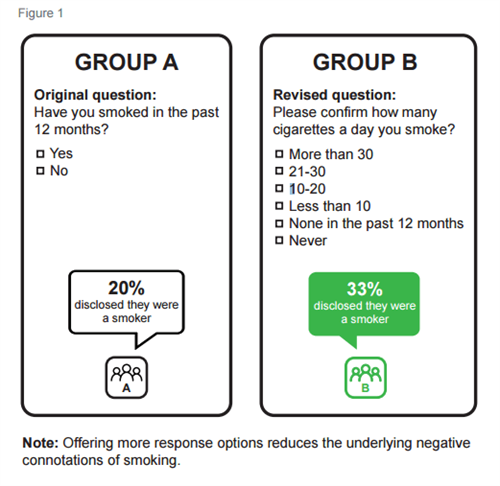 Figure 1
GROUP A
Original question:
Have you smoked in the past
12 months?
Yes
No
20%
disclosed they were
a smoker
A
GROUP B
Revised question:
Please confirm how many
cigarettes a day you smoke?
More than 30
21-30
10-20
Less than 10
None in the past 12 months
Never
33%
disclosed they were
a smoker
B
Note: Offering more response options reduces the underlying negative
connotations of smoking.